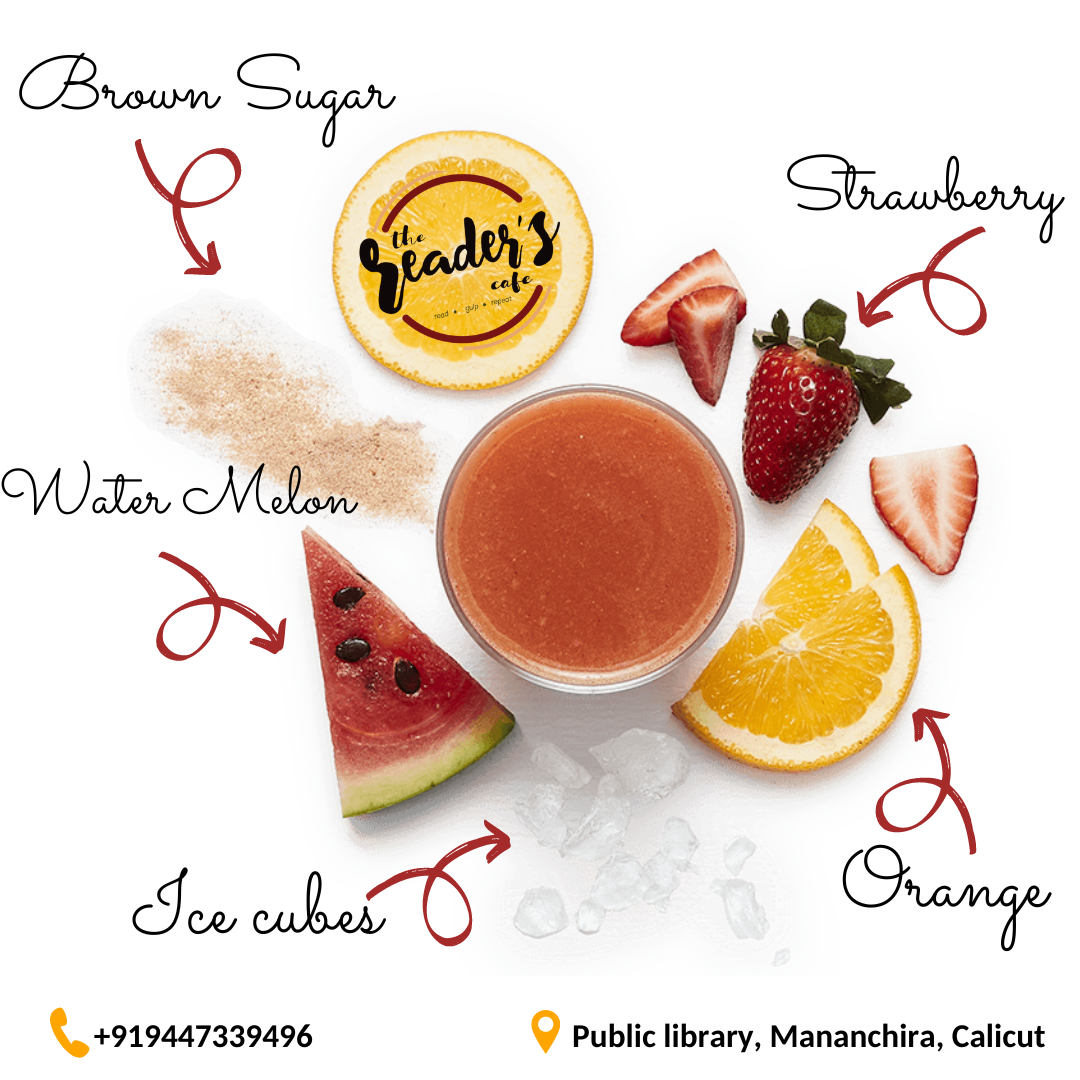 Brown Sugar
Strawberry
the
Reader's
cafe
read • gulp • repeat
Water Melon
Orange
Ice cubes
+919447339496
Public library, Mananchira, Calicut